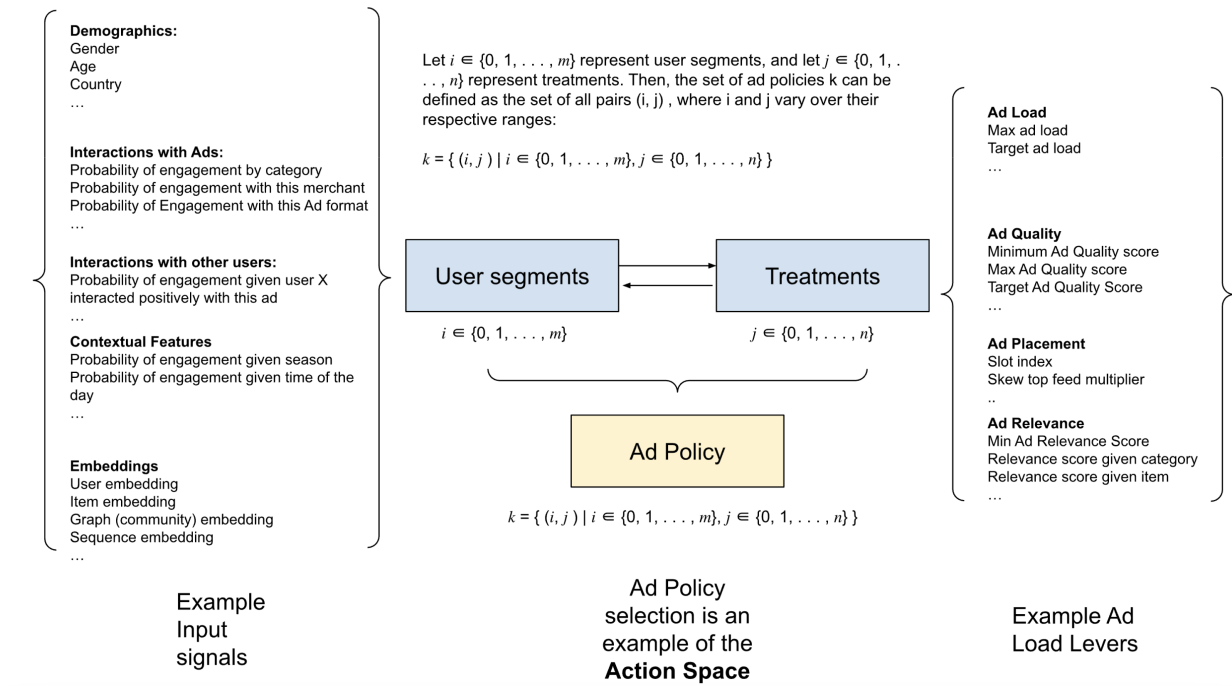 Demographics:
Gender
Age
Country
…
Interactions with Ads:
Probability of engagement by category
Probability of engagement with this merchant
Probability of Engagement with this Ad format
…
Interactions with other users:
Probability of engagement given user X
interacted positively with this ad
…
Contextual Features
Probability of engagement given season
Probability of engagement given time of the
day
…
Embeddings
User embedding
Item embedding
Graph (community) embedding
Sequence embedding
…
Example
Input
signals
Let i ∈ {0, 1, . . . , m} represent user segments, and let j ∈ {0, 1, .
. . , n} represent treatments. Then, the set of ad policies k can be
defined as the set of all pairs (i, j) , where i and j vary over their
respective ranges:
k = { (i, j ) | i ∈ {0, 1, . . . , m}, j ∈ {0, 1, . . . , n} }
User segments
Treatments
i ∈ {0, 1, . . . , m}
j ∈ {0, 1, . . . , n}
Ad Policy
k = { (i, j ) | i ∈ {0, 1, . . . , m}, j ∈ {0, 1, . . . , n} }
Ad Policy
selection is an
example of the
Action Space
Ad Load
Max ad load
Target ad load
…
Ad Quality
Minimum Ad Quality score
Max Ad Quality score
Target Ad Quality Score
…
Ad Placement
Slot index
Skew top feed multiplier
..
Ad Relevance
Min Ad Relevance Score
Relevance score given category
Relevance score given item
…
Example Ad
Load Levers